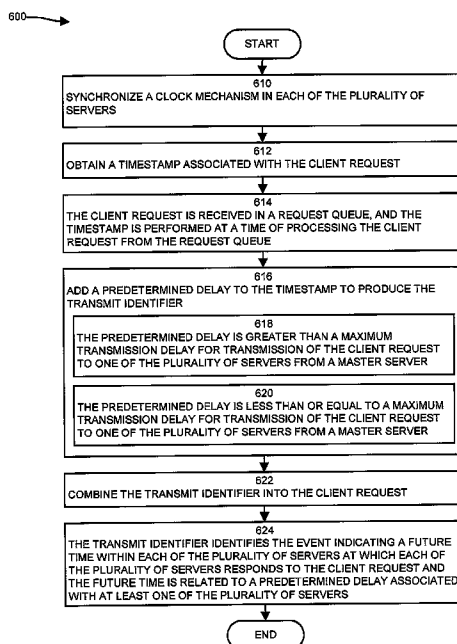 600
START
610
SYNCHRONIZE A CLOCK MECHANISM IN EACH OF THE PLURALITY OF
SERVERS
612
OBTAIN A TIMESTAMP ASSOCIATED WITH THE CLIENT REQUEST
614
THE CLIENT REQUEST IS RECEIVED IN A REQUEST QUEUE, AND THE
TIMESTAMP IS PERFORMED AT A TIME OF PROCESSING THE CLIENT
REQUEST FROM THE REQUEST QUEUE
616
ADD A PREDETERMINED DELAY TO THE TIMESTAMP TO PRODUCE THE
TRANSMIT IDENTIFIER
618
THE PREDETERMINED DELAY IS GREATER THAN A MAXIMUM
TRANSMISSION DELAY FOR TRANSMISSION OF THE CLIENT REQUEST
TO ONE OF THE PLURALITY OF SERVERS FROM A MASTER SERVER
620
THE PREDETERMINED DELAY IS LESS THAN OR EQUAL TO A MAXIMUM
TRANSMISSION DELAY FOR TRANSMISSION OF THE CLIENT REQUEST
TO ONE OF THE PLURALITY OF SERVERS FROM A MASTER SERVER
622
COMBINE THE TRANSMIT IDENTIFIER INTO THE CLIENT REQUEST
624
THE TRANSMIT IDENTIFIER IDENTIFIES THE EVENT INDICATING A FUTURE
TIME WITHIN EACH OF THE PLURALITY OF SERVERS AT WHICH EACH OF
THE PLURALITY OF SERVERS RESPONDS TO THE CLIENT REQUEST AND
THE FUTURE TIME IS RELATED TO A PREDETERMINED DELAY ASSOCIATED
WITH AT LEAST ONE OF THE PLURALITY OF SERVERS
END